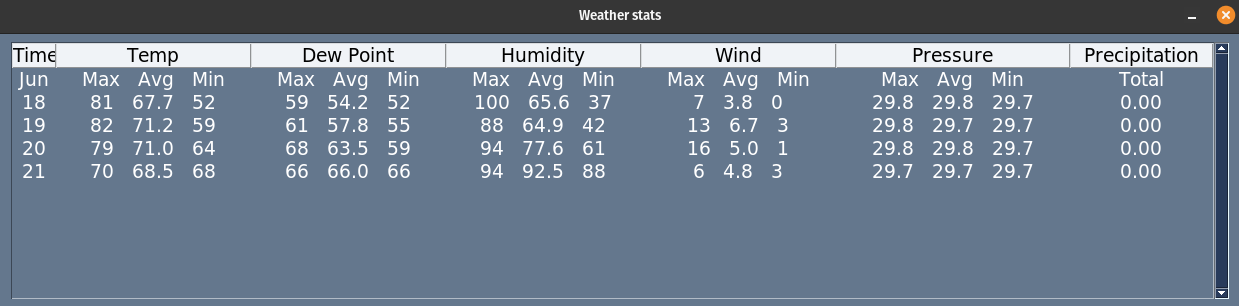 Weather stats
Time Temp Dew Point Humidity Wind Pressure Precipitation
Jun Max Avg Min Max Avg Min Max Avg Min Max Avg Min Max Avg Min Total
18 81 67.7 52 59 54.2 52 100 65.6 37 7 3.8 0 29.8 29.8 29.7 0.00
19 82 71.2 59 61 57.8 55 88 64.9 42 13 6.7 3 29.8 29.7 29.7 0.00
20 79 71.0 64 68 63.5 59 94 77.6 61 16 5.0 1 29.8 29.8 29.7 0.00
21 70 68.5 68 66 66.0 66 94 92.5 88 6 4.8 3 29.7 29.7 29.7 0.00